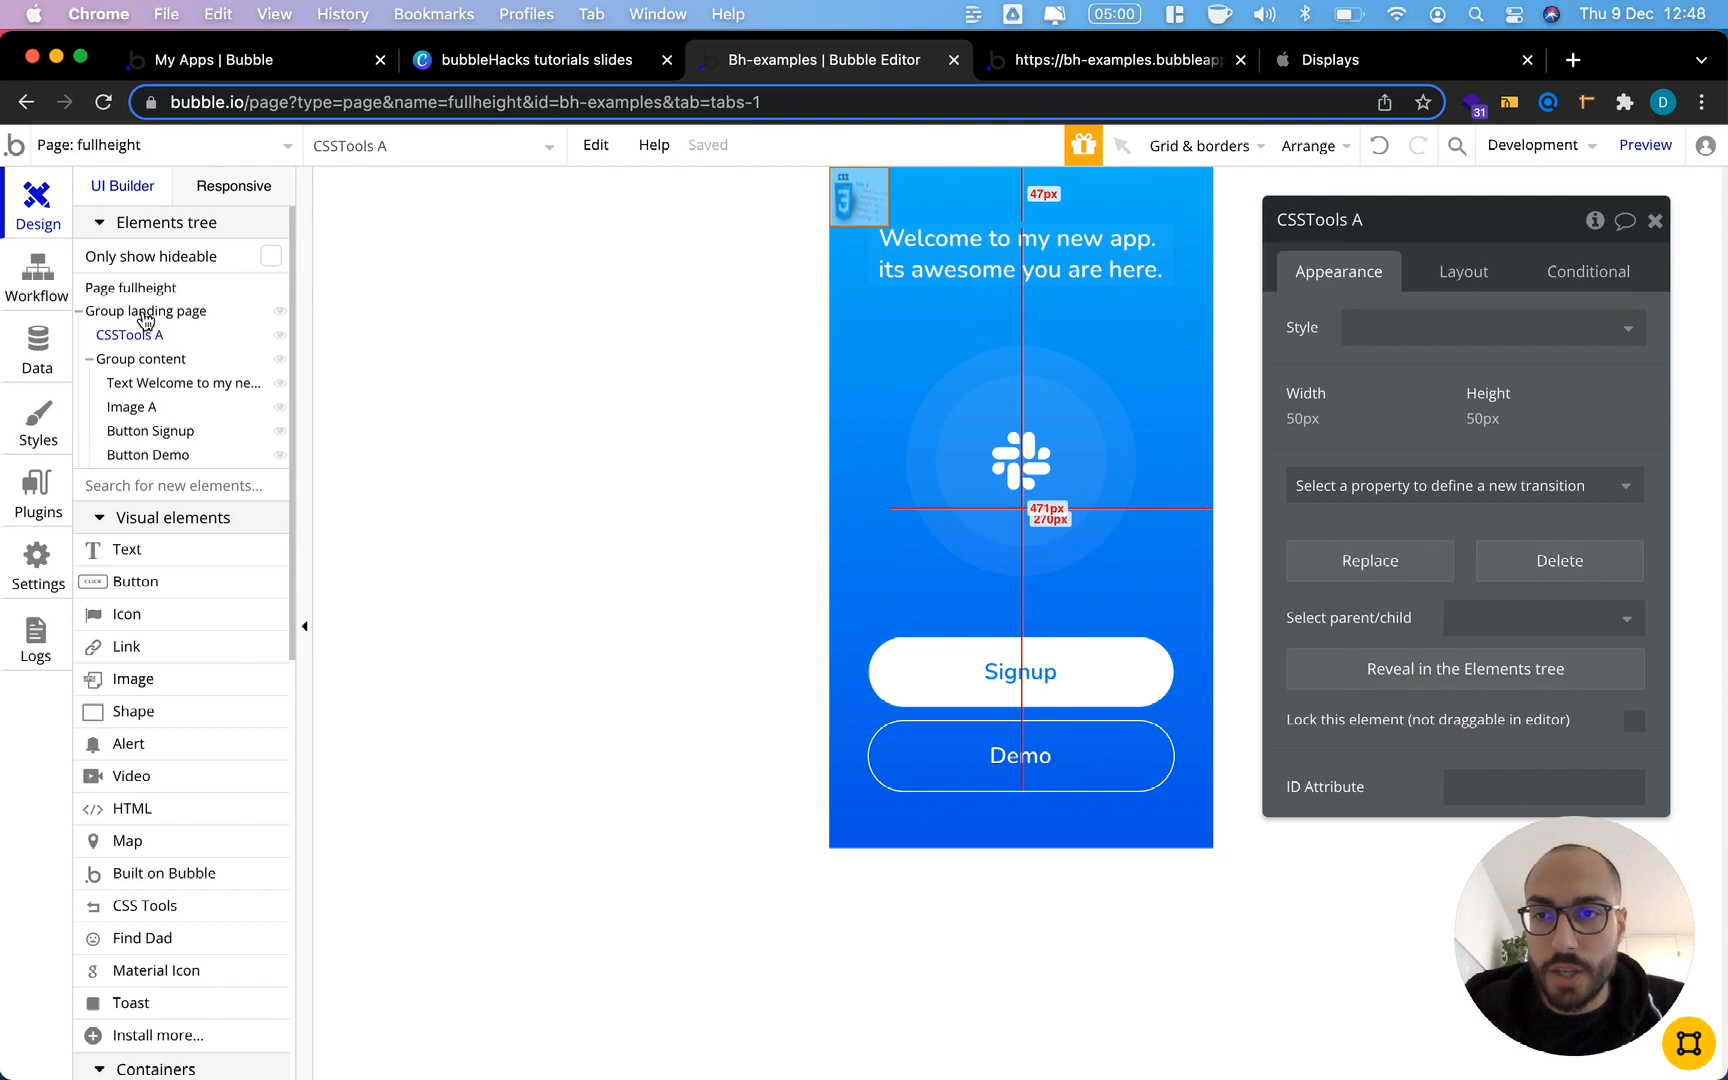 Chrome File Edit View History Bookmarks Profiles Tab Window Help 05:00 Thu 9 Dec 12:48
My Apps | Bubble bubbleHacks tutorials slides Bh-examples | Bubble Editor https://bh-examples.bubbleapp Displays
bubble.io/page?type=page&name=fullheight&id=bh-examples&tab=tabs-1 31 D
Page: fullheight CSSTools A Edit Help Saved Grid & borders Arrange Development Preview
Design
Workflow
Data
Styles
Plugins
Settings
Logs
UI Builder Responsive
Elements tree
Only show hideable
Page fullheight
Group landing page
CSSTools A
Group content
Text Welcome to my ne...
Image A
Button Signup
Button Demo
Search for new elements...
Visual elements
Text
CLICK Button
Icon
Link
Image
Shape
Alert
Video
HTML
Map
Built on Bubble
CSS Tools
Find Dad
Material Icon
Toast
Install more...
Containers
CSS
47px
Welcome to my new app.
its awesome you are here.
471px
270px
Signup
Demo
CSSTools A
Appearance Layout Conditional
Style
Width Height
50px 50px
Select a property to define a new transition
Replace Delete
Select parent/child
Reveal in the Elements tree
Lock this element (not draggable in editor)
ID Attribute